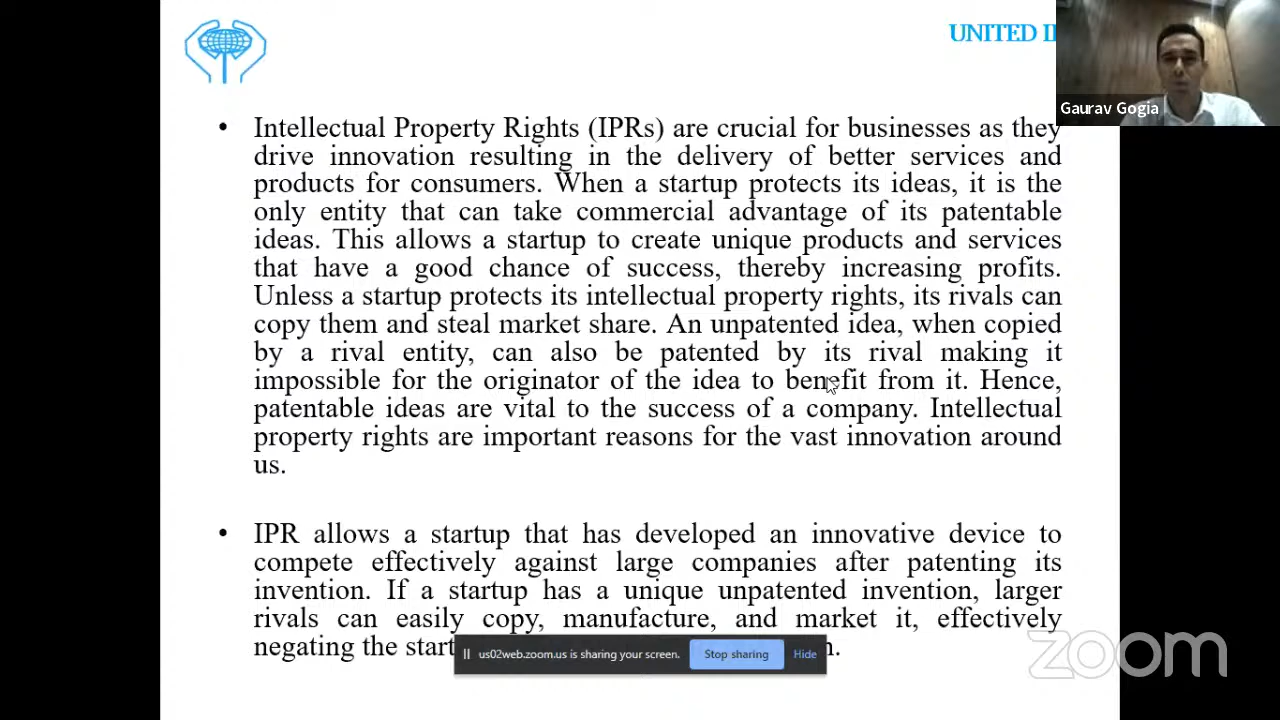 UNITED I
Gaurav Gogia
• Intellectual Property Rights (IPRs) are crucial for businesses as they
drive innovation resulting in the delivery of better services and
products for consumers. When a startup protects its ideas, it is the
only entity that can take commercial advantage of its patentable
ideas. This allows a startup to create unique products and services
that have a good chance of success, thereby increasing profits.
Unless a startup protects its intellectual property rights, its rivals can
copy them and steal market share. An unpatented idea, when copied
by a rival entity, can also be patented by its rival making it
impossible for the originator of the idea to benefit from it. Hence,
patentable ideas are vital to the success of a company. Intellectual
property rights are important reasons for the vast innovation around
us.
• IPR allows a startup that has developed an innovative device to
compete effectively against large companies after patenting its
invention. If a startup has a unique unpatented invention, larger
rivals can easily copy, manufacture, and market it, effectively
negating the start
us02web.zoom.us is sharing your screen. Stop sharing Hide
zoom